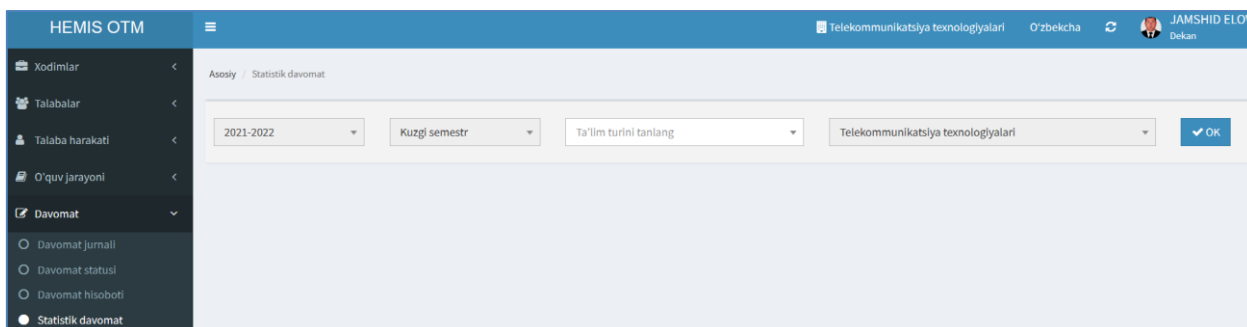 HEMIS OTM
Telekommunikatsiya texnologiyalari
O'zbekcha
JAMSHID ELOV
Dekan
Xodimlar
Talabalar
Talaba harakati
O'quv jarayoni
Davomat
Davomat jurnali
Davomat statusi
Davomat hisoboti
Statistik davomat
Asosiy / Statistik davomat
2021-2022
Kuzgi semestr
Ta'lim turini tanlang
Telekommunikatsiya texnologiyalari
OK